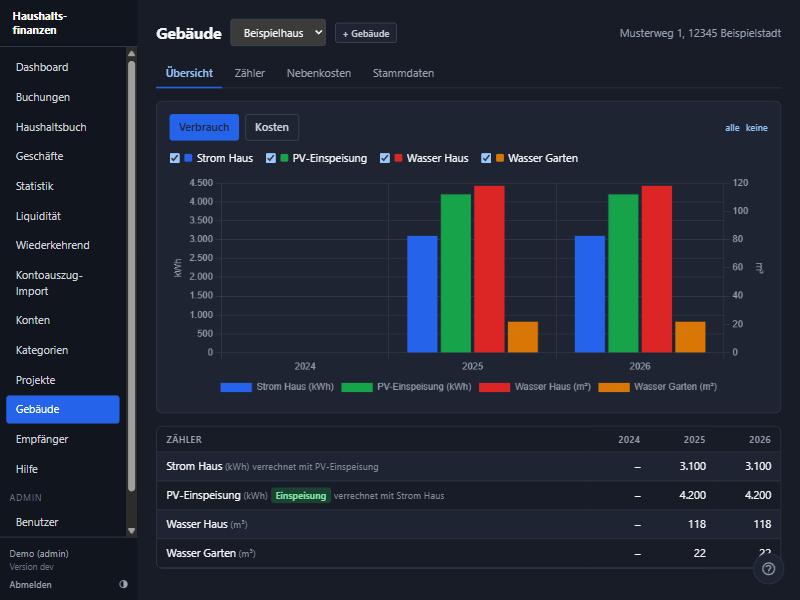 Haushalts-
finanzen
Dashboard
Buchungen
Haushaltsbuch
Geschäfte
Statistik
Liquidität
Wiederkehrend
Kontoauszug-
Import
Konten
Kategorien
Projekte
Gebäude
Empfänger
Hilfe
ADMIN
Benutzer
Demo (admin)
Version dev
Abmelden
Gebäude Beispielhaus + Gebäude Musterweg 1, 12345 Beispielstadt
Übersicht Zähler Nebenkosten Stammdaten
Verbrauch Kosten alle keine
Strom Haus PV-Einspeisung Wasser Haus Wasser Garten
4.500 120
4.000 100
3.500
3.000 80
2.500
kWh 2.000 60 m³
1.500 40
1.000
500 20
0 0
2024 2025 2026
Strom Haus (kWh) PV-Einspeisung (kWh) Wasser Haus (m³) Wasser Garten (m³)
ZÄHLER 2024 2025 2026
Strom Haus (kWh) verrechnet mit PV-Einspeisung – 3.100 3.100
PV-Einspeisung (kWh) Einspeisung verrechnet mit Strom Haus – 4.200 4.200
Wasser Haus (m³) – 118 118
Wasser Garten (m³) – 22 22